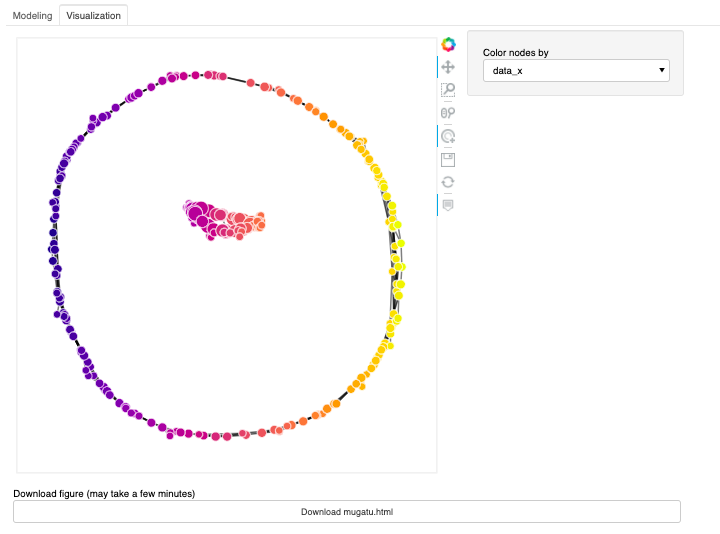 Modeling
Visualization
Color nodes by
data_x
Download figure (may take a few minutes)
Download mugatu.html